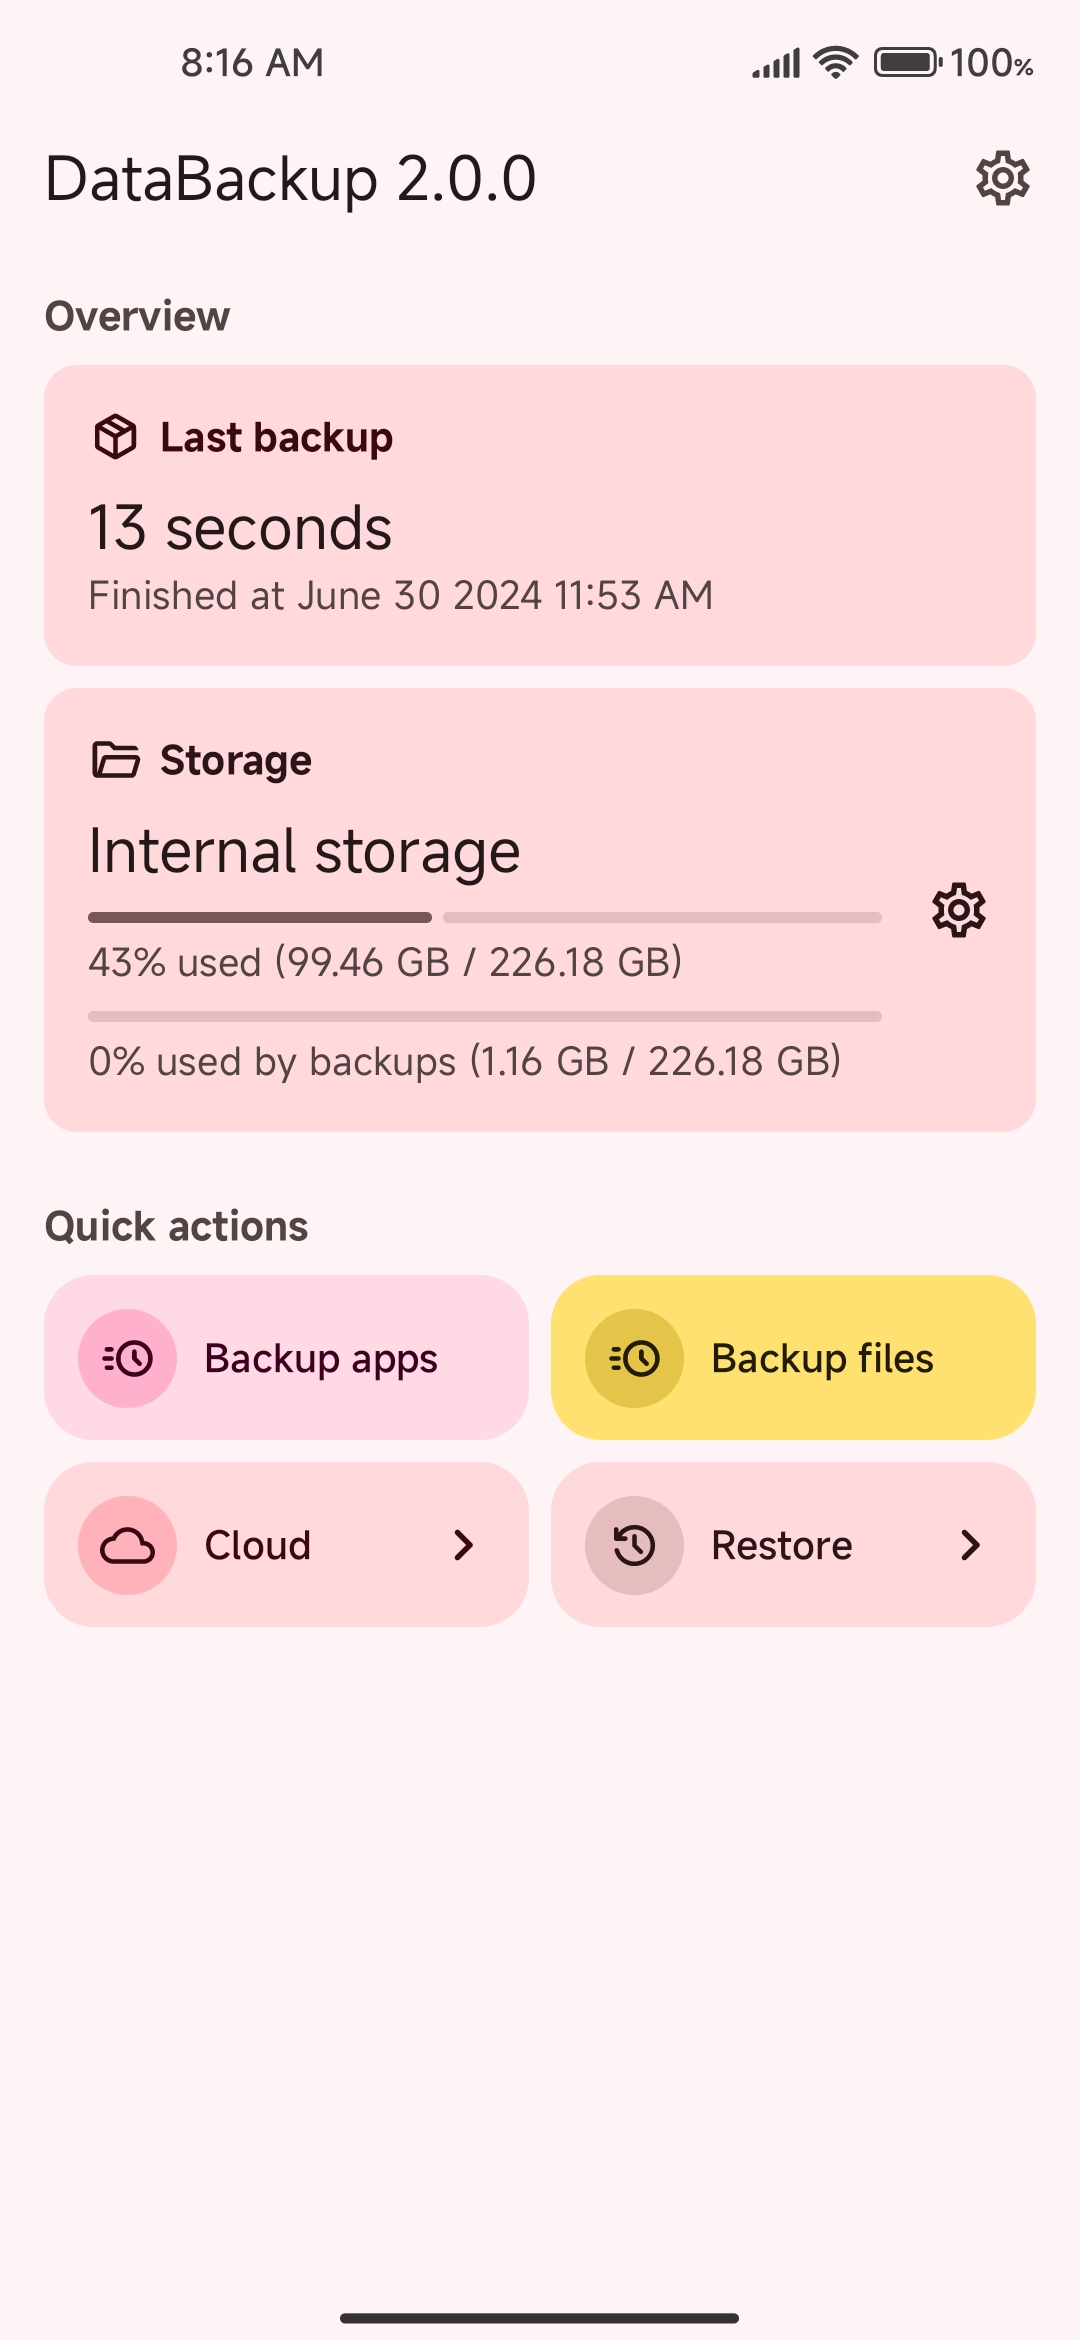 8:16 AM 100%
DataBackup 2.0.0
Overview
Last backup
13 seconds
Finished at June 30 2024 11:53 AM
Storage
Internal storage
43% used (99.46 GB / 226.18 GB)
0% used by backups (1.16 GB / 226.18 GB)
Quick actions
Backup apps
Backup files
Cloud
Restore